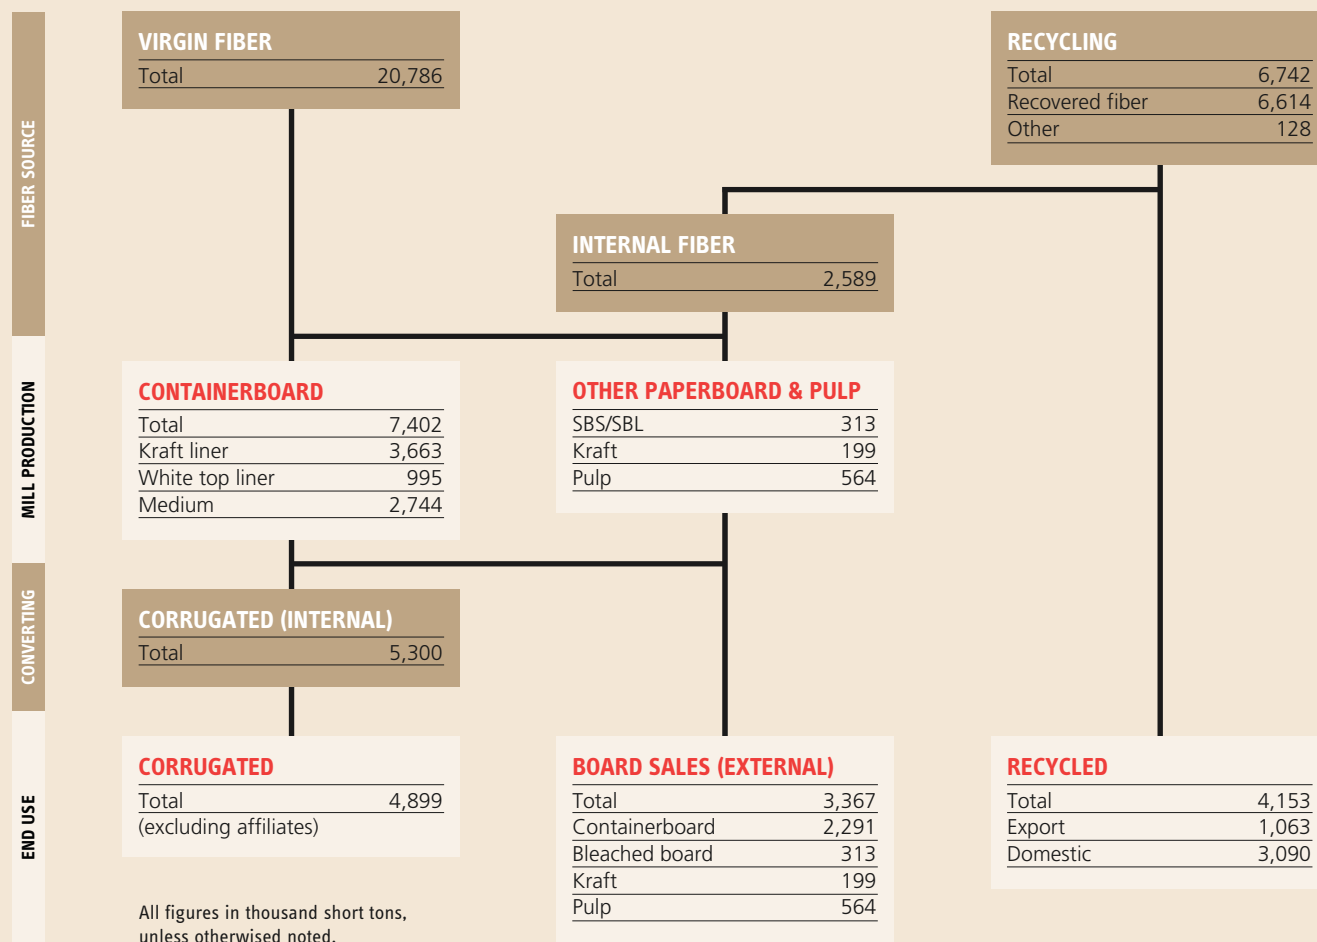 FIBER SOURCE
VIRGIN FIBER
Total 20,786
RECYCLING
Total 6,742
Recovered fiber 6,614
Other 128
INTERNAL FIBER
Total 2,589
MILL PRODUCTION
CONTAINERBOARD
Total 7,402
Kraft liner 3,663
White top liner 995
Medium 2,744
OTHER PAPERBOARD & PULP
SBS/SBL 313
Kraft 199
Pulp 564
CONVERTING
CORRUGATED (INTERNAL)
Total 5,300
END USE
CORRUGATED
Total 4,899
(excluding affiliates)
BOARD SALES (EXTERNAL)
Total 3,367
Containerboard 2,291
Bleached board 313
Kraft 199
Pulp 564
RECYCLED
Total 4,153
Export 1,063
Domestic 3,090
All figures in thousand short tons,
unless otherwised noted.